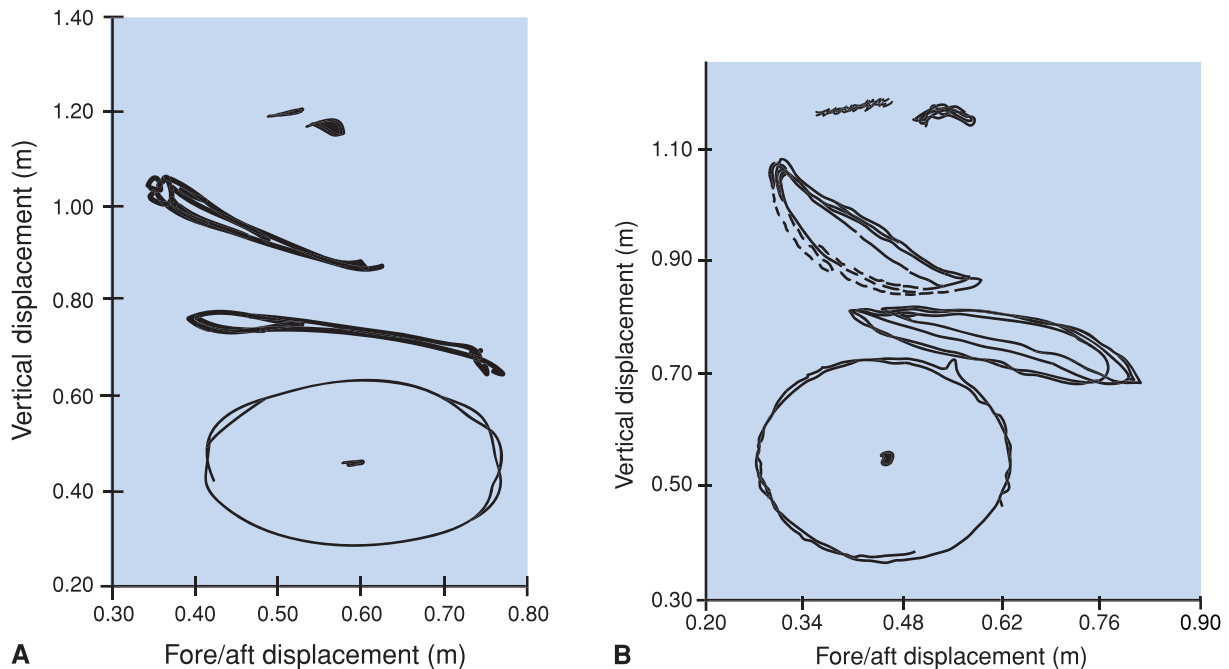 1.40
1.20
1.00
0.80
0.60
0.40
0.20
Vertical displacement (m)
0.30 0.40 0.50 0.60 0.70 0.80
A Fore/aft displacement (m)
1.10
0.90
0.70
0.50
0.30
Vertical displacement (m)
0.20 0.34 0.48 0.62 0.76 0.90
B Fore/aft displacement (m)